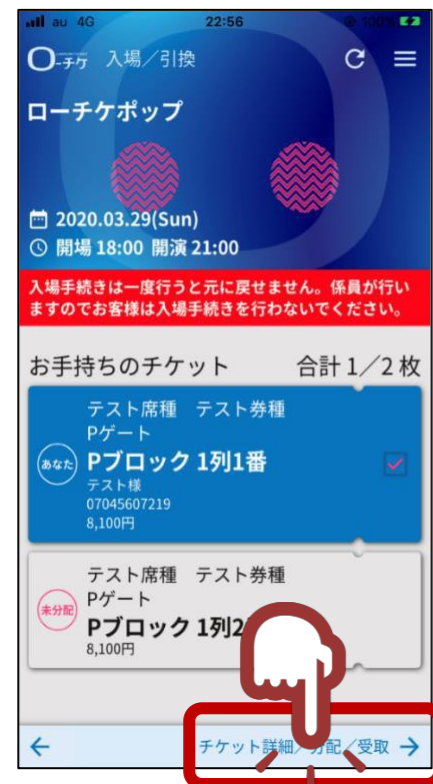 au 4G 22:56 100%
O-チケ 入場／引換
ローチケポップ
2020.03.29(Sun)
開場 18:00 開演 21:00
入場手続きは一度行うと元に戻せません。係員が行い
ますのでお客様は入場手続きを行わないでください。
お手持ちのチケット 合計 1／2 枚
テスト席種 テスト券種
Pゲート
あなた Pブロック 1列1番
テスト様
07045607219
8,100円
テスト席種 テスト券種
未分配 Pゲート
Pブロック 1列2
8,100円
チケット詳細／分配／受取